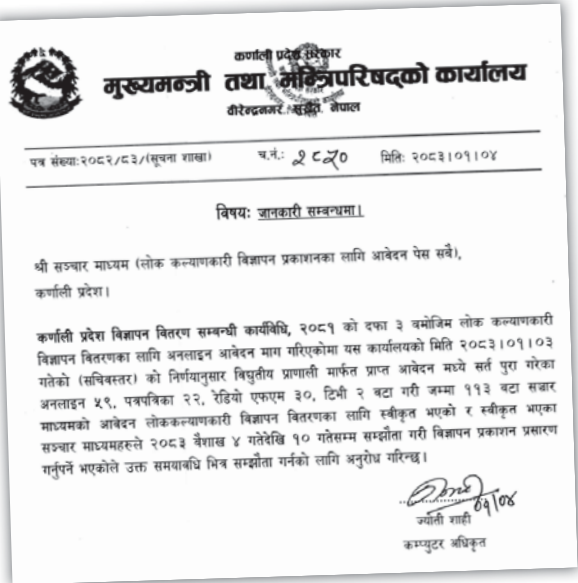 कर्णाली प्रदेश सरकार
मुख्यमन्त्री तथा मन्त्रिपरिषद्को कार्यालय
वीरेन्द्रनगर, सुर्खेत, नेपाल
पत्र संख्या:२०८२/८३/(सूचना शाखा) च.नं.: २८७० मितिः २०८३।०१।०४
विषयः जानकारी सम्बन्धमा।
श्री सञ्चार माध्यम (लोक कल्याणकारी विज्ञापन प्रकाशनका लागि आवेदन पेस सबै),
कर्णाली प्रदेश।
कर्णाली प्रदेश विज्ञापन वितरण सम्बन्धी कार्यविधि, २०८१ को दफा ३ वमोजिम लोक कल्याणकारी
विज्ञापन वितरणका लागि अनलाइन आवेदन माग गरिएकोमा यस कार्यालयको मिति २०८३।०१।०३
गतेको (सचिवस्तर) को निर्णयानुसार विद्युतीय प्राणाली मार्फत प्राप्त आवेदन मध्ये सर्त पुरा गरेका
अनलाइन ५९, पत्रपत्रिका २२, रेडियो एफएम ३०, टिभी २ वटा गरी जम्मा ११३ वटा सञ्चार
माध्यमको आवेदन लोककल्याणकारी विज्ञापन वितरणका लागि स्वीकृत भएको र स्वीकृत भएका
सञ्चार माध्यमहरुले २०८३ वैशाख ४ गतेदेखि १० गतेसम्म सम्झौता गरी विज्ञापन प्रकाशन प्रसारण
गर्नुपर्ने भएकोले उक्त समयावधि भित्र सम्झौता गर्नको लागि अनुरोध गरिन्छ।
०१/०४
ज्योती शाही
कम्प्युटर अधिकृत